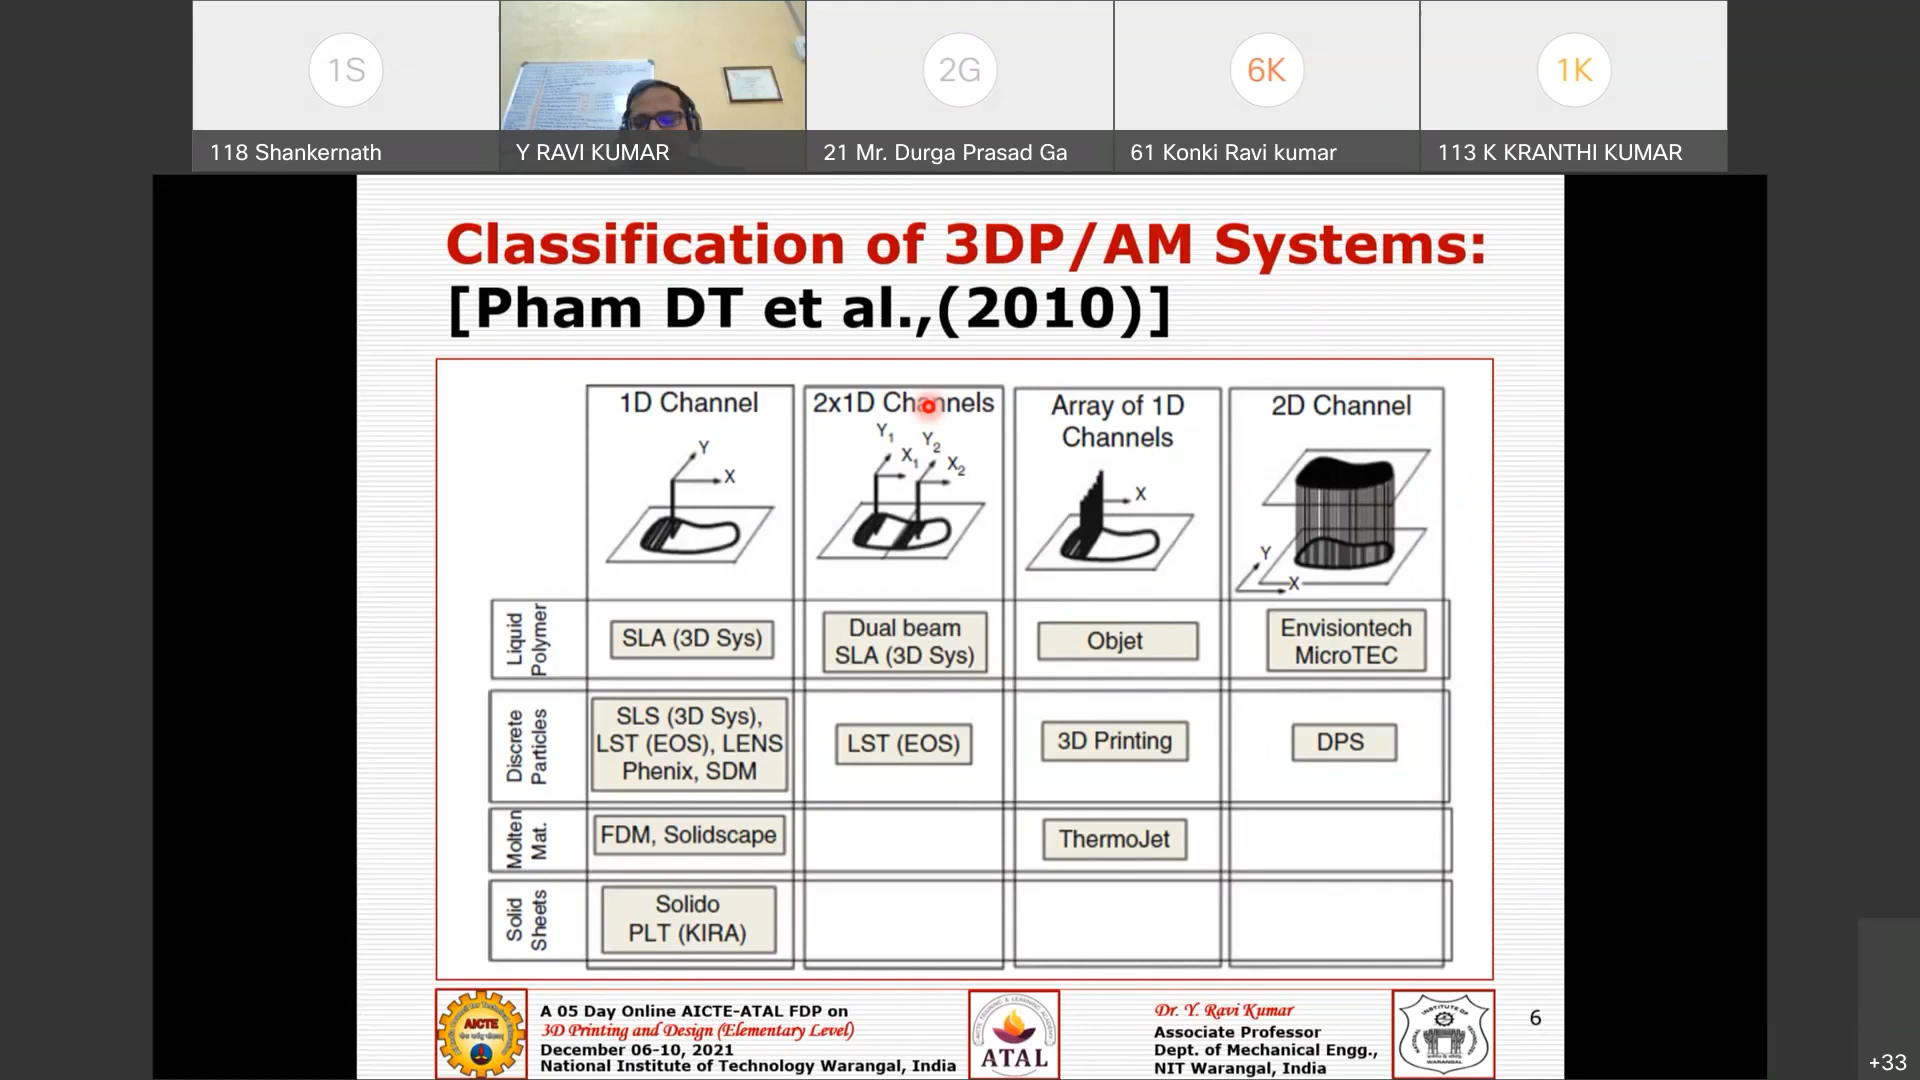 1S
2G
6K
1K
118 Shankernath
Y RAVI KUMAR
21 Mr. Durga Prasad Ga
61 Konki Ravi kumar
113 K KRANTHI KUMAR
Classification of 3DP/AM Systems:
[Pham DT et al.,(2010)]
1D Channel
2x1D Channels
Array of 1D
Channels
2D Channel
Y
X
Y1
X1
Y2
X2
X
Y
X
Liquid
Polymer
SLA (3D Sys)
Dual beam
SLA (3D Sys)
Objet
Envisiontech
MicroTEC
Discrete
Particles
SLS (3D Sys),
LST (EOS), LENS
Phenix, SDM
LST (EOS)
3D Printing
DPS
Molten
Mat.
FDM, Solidscape
ThermoJet
Solid
Sheets
Solido
PLT (KIRA)
AICTE
A 05 Day Online AICTE-ATAL FDP on
3D Printing and Design (Elementary Level)
December 06-10, 2021
National Institute of Technology Warangal, India
ATAL
Dr. Y. Ravi Kumar
Associate Professor
Dept. of Mechanical Engg.,
NIT Warangal, India
6
+33